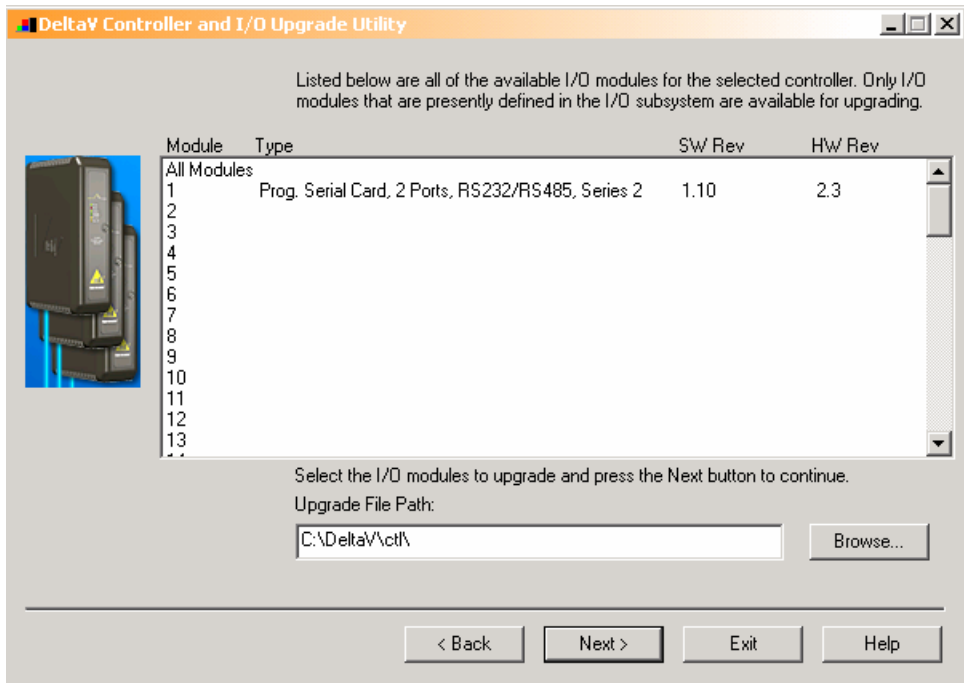 DeltaV Controller and I/O Upgrade Utility
Listed below are all of the available I/O modules for the selected controller. Only I/O
modules that are presently defined in the I/O subsystem are available for upgrading.
Module Type SW Rev HW Rev
All Modules
1 Prog. Serial Card, 2 Ports, RS232/RS485, Series 2 1.10 2.3
2
3
4
5
6
7
8
9
10
11
12
13
Select the I/O modules to upgrade and press the Next button to continue.
Upgrade File Path:
C:\DeltaV\ctl\
Browse...
< Back Next > Exit Help